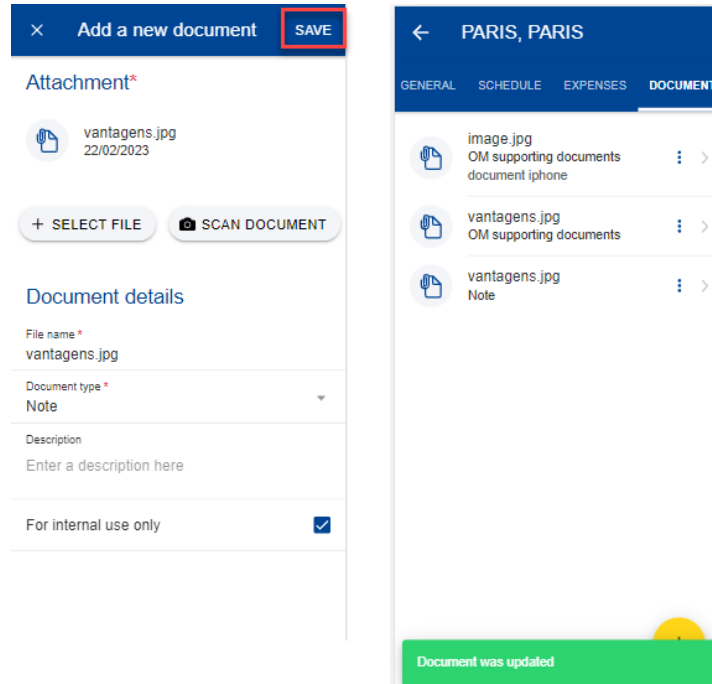 Add a new document SAVE
Attachment*
vantagens.jpg
22/02/2023
+ SELECT FILE SCAN DOCUMENT
Document details
File name *
vantagens.jpg
Document type *
Note
Description
Enter a description here
For internal use only
PARIS, PARIS
GENERAL SCHEDULE EXPENSES DOCUMENT
image.jpg
OM supporting documents
document iphone
vantagens.jpg
OM supporting documents
vantagens.jpg
Note
Document was updated